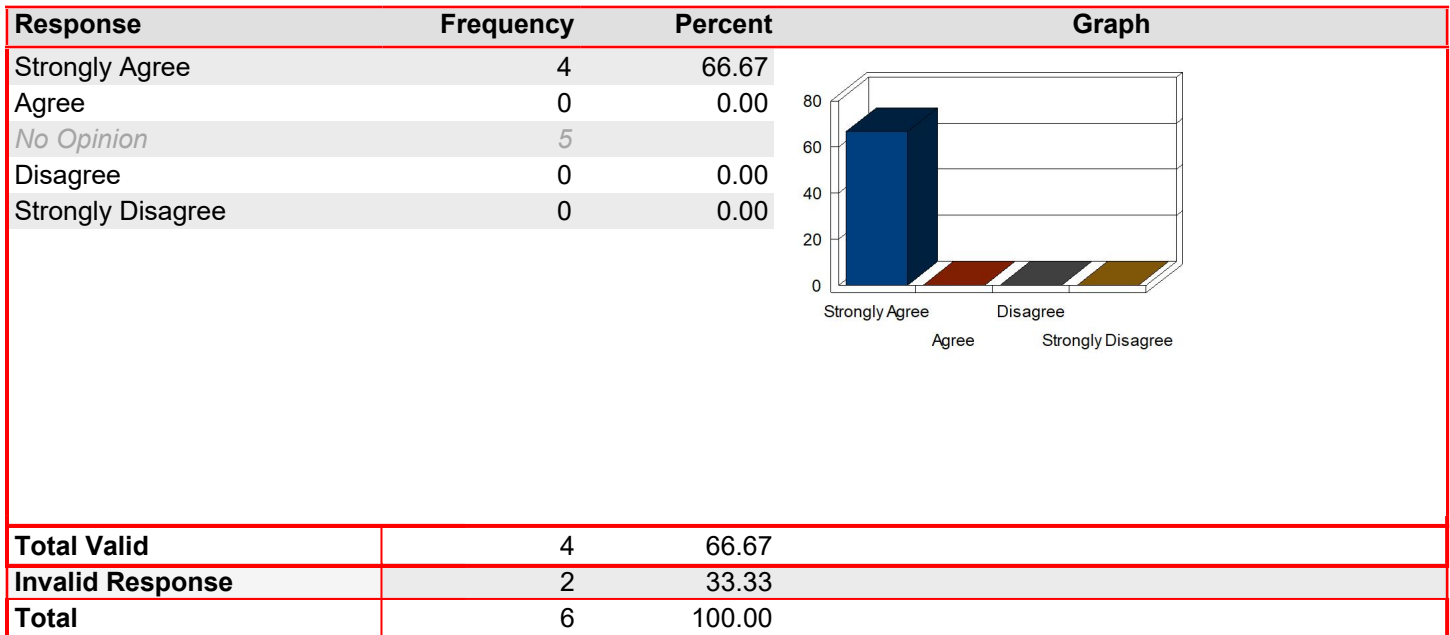 Response Frequency Percent Graph
Strongly Agree 4 66.67
Agree 0 0.00
No Opinion 5
Disagree 0 0.00
Strongly Disagree 0 0.00
80
60
40
20
0
Strongly Agree Disagree
Agree Strongly Disagree
Total Valid 4 66.67
Invalid Response 2 33.33
Total 6 100.00